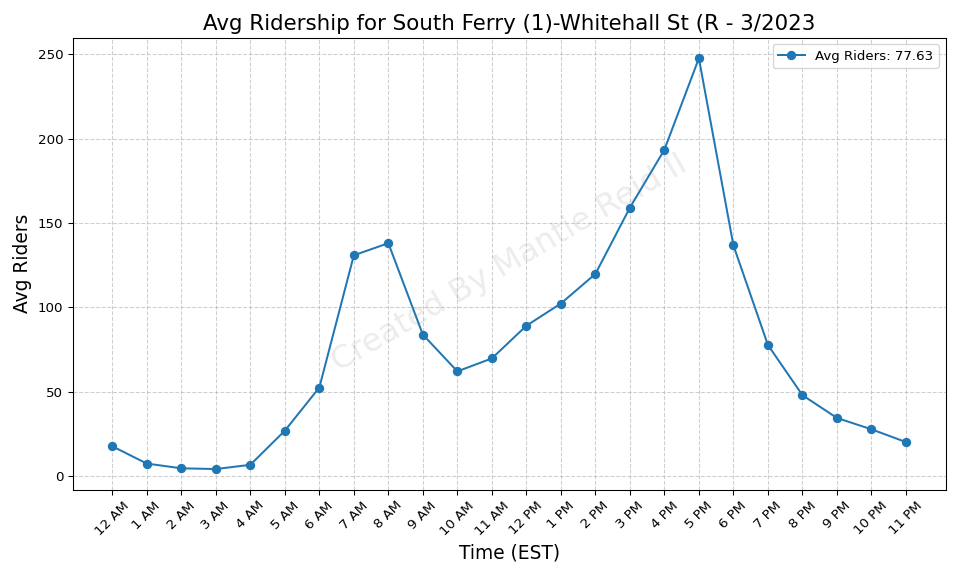 Avg Ridership for South Ferry (1)-Whitehall St (R - 3/2023
Avg Riders: 77.63
250
200
150
100
50
0
Avg Riders
Created By Mantle Reid II
12 AM
1 AM
2 AM
3 AM
4 AM
5 AM
6 AM
7 AM
8 AM
9 AM
10 AM
11 AM
12 PM
1 PM
2 PM
3 PM
4 PM
5 PM
6 PM
7 PM
8 PM
9 PM
10 PM
11 PM
Time (EST)